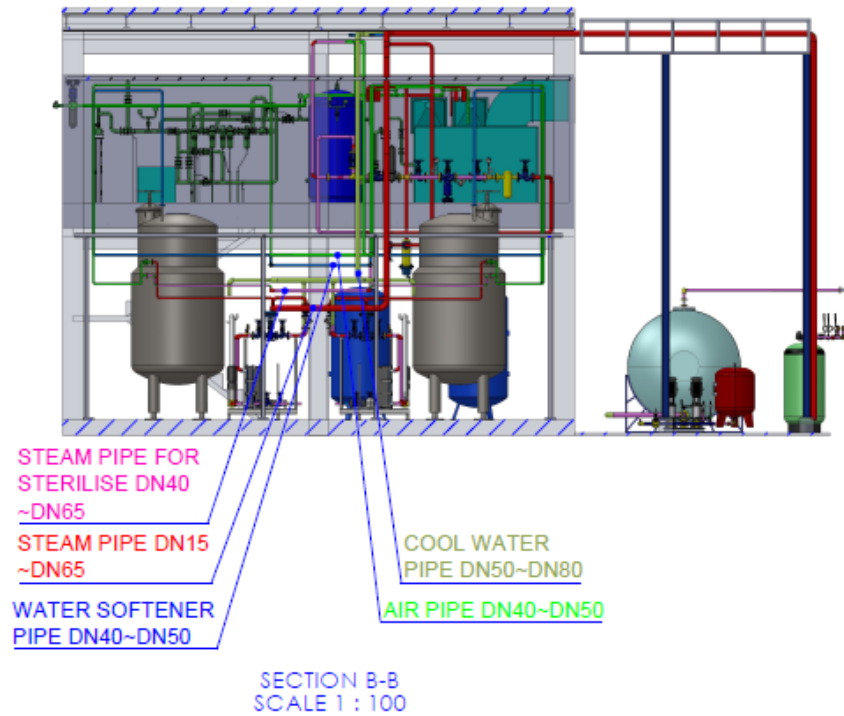 STEAM PIPE FOR
STERILISE DN40
~DN65
STEAM PIPE DN15
~DN65
WATER SOFTENER
PIPE DN40~DN50
COOL WATER
PIPE DN50~DN80
AIR PIPE DN40~DN50
SECTION B-B
SCALE 1 : 100